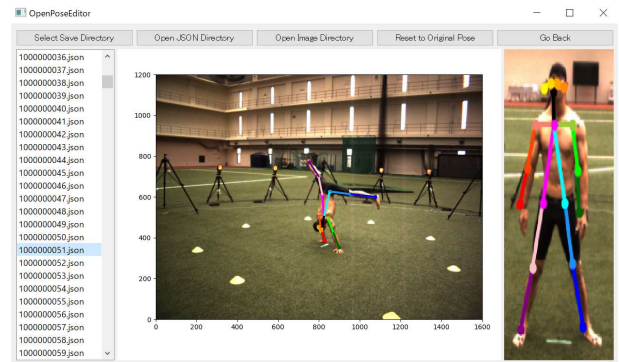 OpenPoseEditor
Select Save Directory
Open JSON Directory
Open Image Directory
Reset to Original Pose
Go Back
1000000036.json
1000000037.json
1000000038.json
1000000039.json
1000000040.json
1000000041.json
1000000042.json
1000000043.json
1000000044.json
1000000045.json
1000000046.json
1000000047.json
1000000048.json
1000000049.json
1000000050.json
1000000051.json
1000000052.json
1000000053.json
1000000054.json
1000000055.json
1000000056.json
1000000057.json
1000000058.json
1000000059.json
1200
1000
800
600
400
200
0
0 200 400 600 800 1000 1200 1400 1600